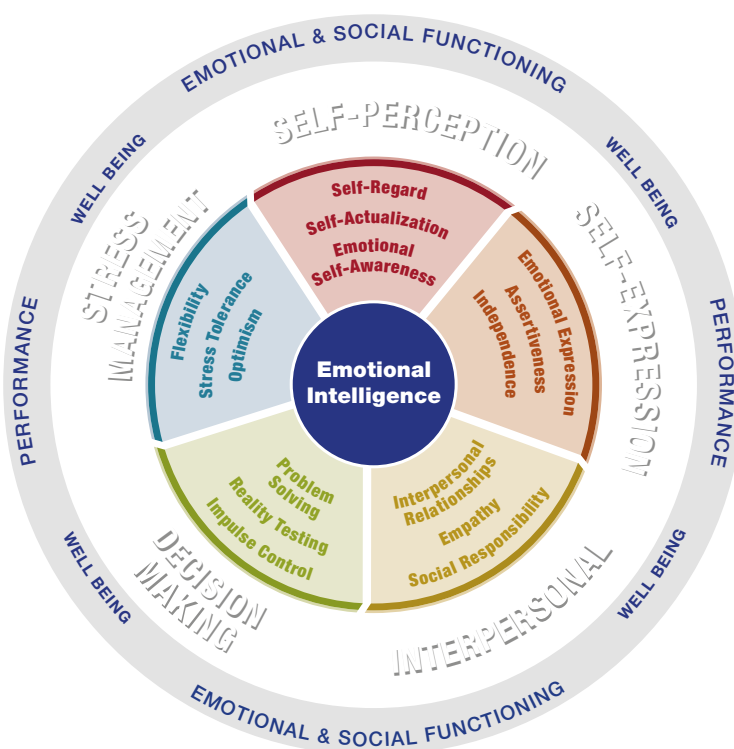 EMOTIONAL & SOCIAL FUNCTIONING
WELL BEING
WELL BEING
PERFORMANCE
PERFORMANCE
WELL BEING
WELL BEING
EMOTIONAL & SOCIAL FUNCTIONING
SELF-PERCEPTION
Self-Regard
Self-Actualization
Emotional
Self-Awareness
SELF-EXPRESSION
Emotional Expression
Assertiveness
Independence
INTERPERSONAL
Interpersonal
Relationships
Empathy
Social Responsibility
DECISION
MAKING
Problem
Solving
Reality Testing
Impulse Control
STRESS
MANAGEMENT
Flexibility
Stress Tolerance
Optimism
Emotional
Intelligence